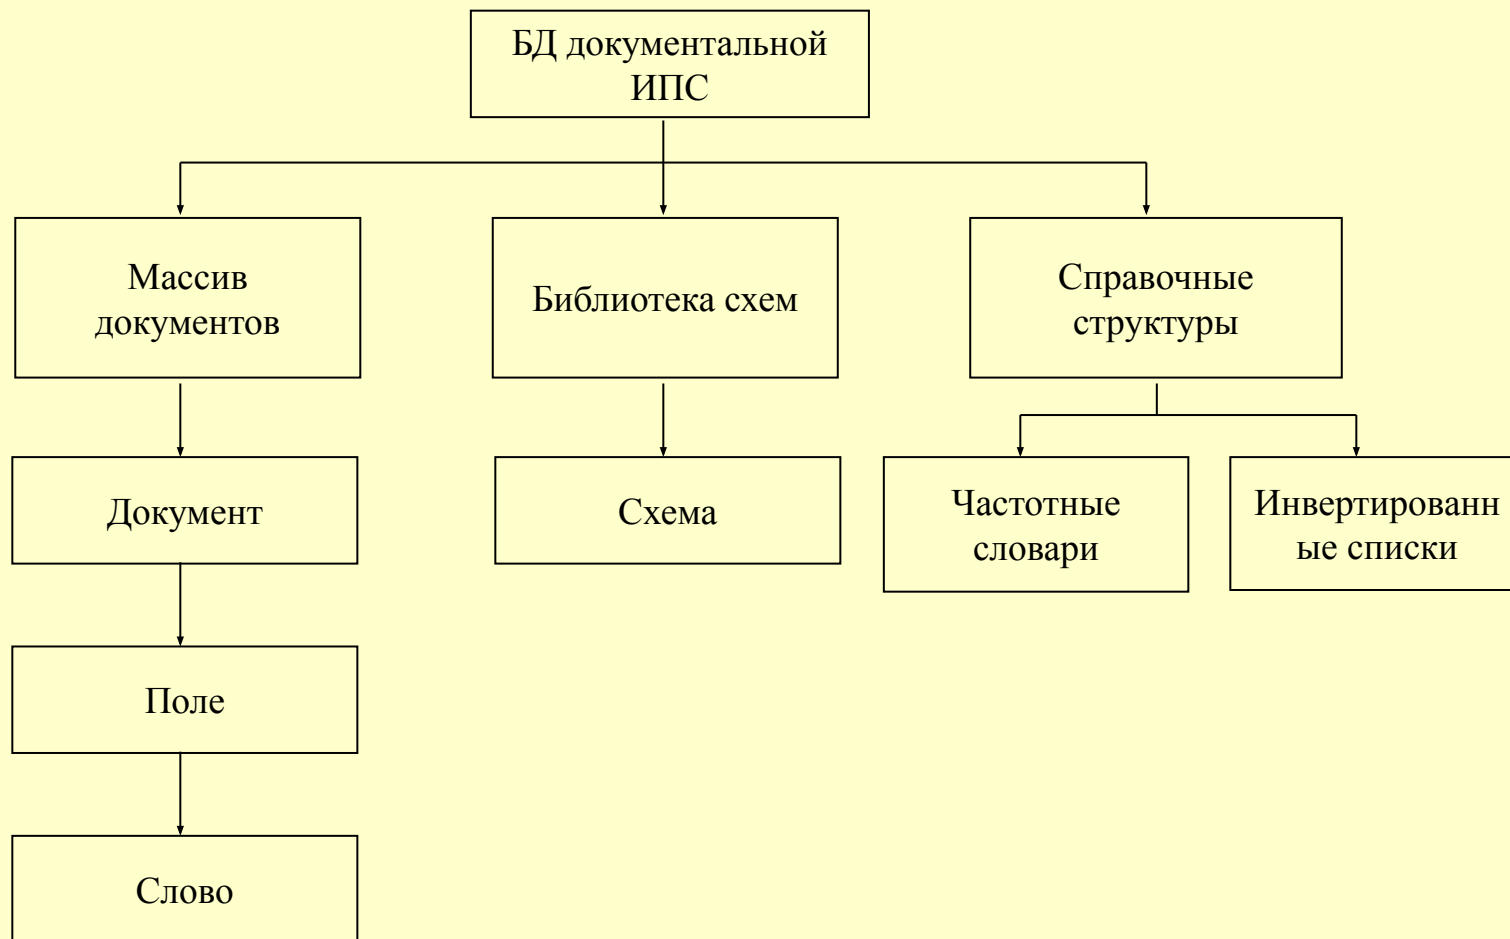 БД документальной
ИПС
Массив
документов
Библиотека схем
Справочные
структуры
Документ
Схема
Частотные
словари
Инвертированн
ые списки
Поле
Слово